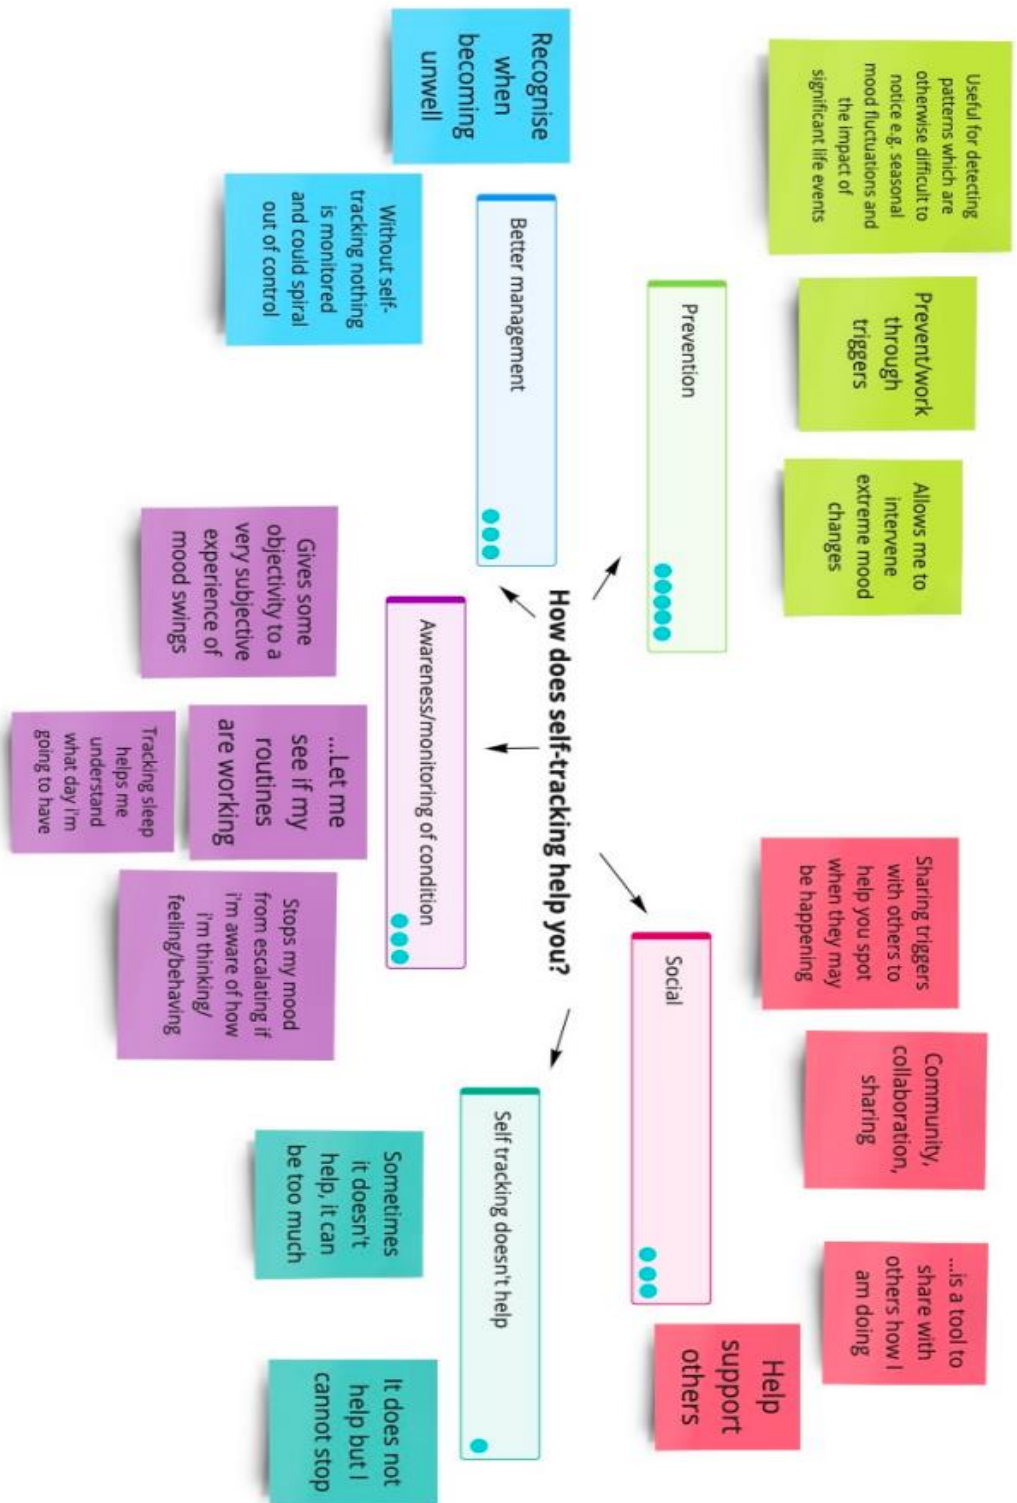 Useful for detecting
patterns which are
otherwise difficult to
notice e.g. seasonal
mood fluctuations and
the impact of
significant life events
Prevent/work
through
triggers
Allows me to
intervene
extreme mood
changes
Prevention
Sharing triggers
with others to
help you spot
when they may
be happening
Community,
collaboration,
sharing
...is a tool to
share with
others how I
am doing
Social
Help
support
others
How does self-tracking help you?
Recognise
when
becoming
unwell
Better management
Without self-
tracking nothing
is monitored
and could spiral
out of control
Awareness/monitoring of condition
Gives some
objectivity to a
very subjective
experience of
mood swings
...Let me
see if my
routines
are working
Tracking sleep
helps me
understand
what day i'm
going to have
Stops my mood
from escalating if
i'm aware of how
i'm thinking/
feeling/behaving
Self tracking doesn't help
Sometimes
it doesn't
help, it can
be too much
It does not
help but I
cannot stop